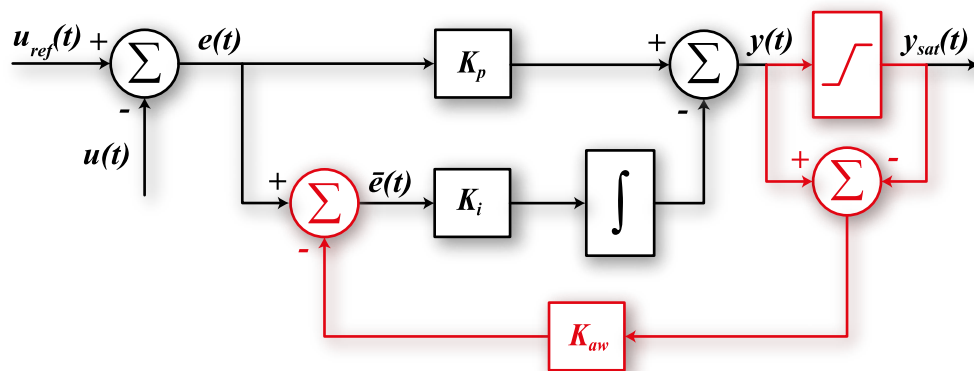 u_ref(t) + Σ e(t) K_p + Σ y(t) y_sat(t)
- -
u(t) + Σ ē(t) K_i ∫ + Σ -
-
K_aw